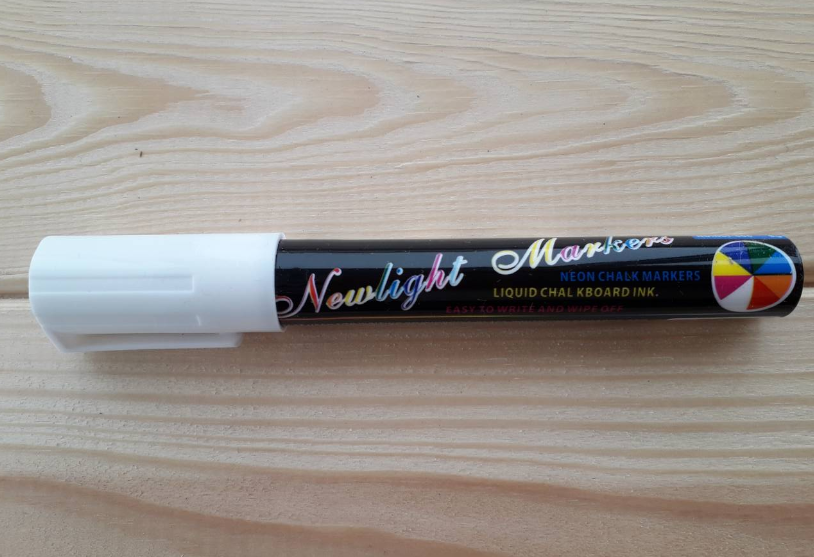 Newlight Markers
NEON CHALK MARKERS
LIQUID CHAL KBOARD INK.
EASY TO WRITE AND WIPE OFF